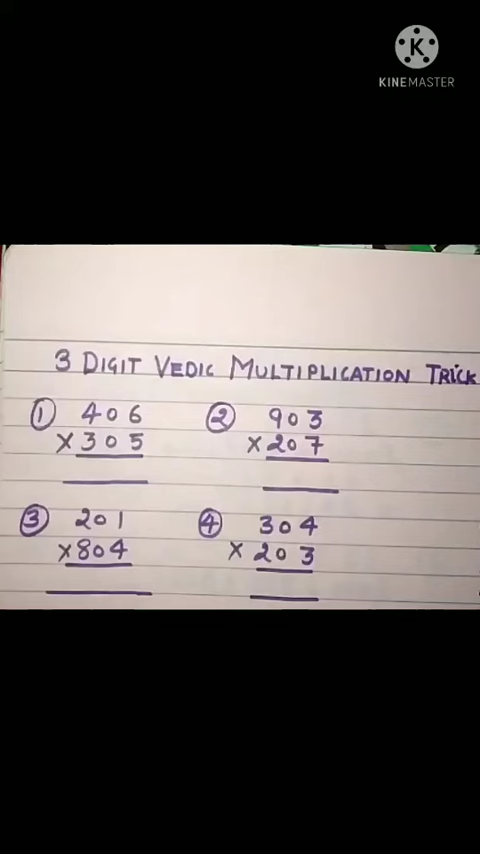 KINEMASTER
3 DIGIT VEDIC MULTIPLICATION TRICK
① 406 ② 903
×305 ×207
③ 201 ④ 304
×804 ×203